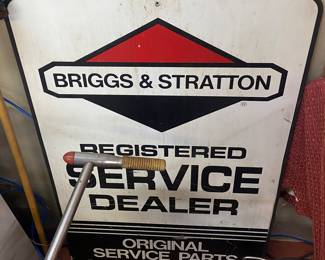 BRIGGS & STRATTON
®
REGISTERED
SERVICE
DEALER
ORIGINAL
SERVICE PARTS